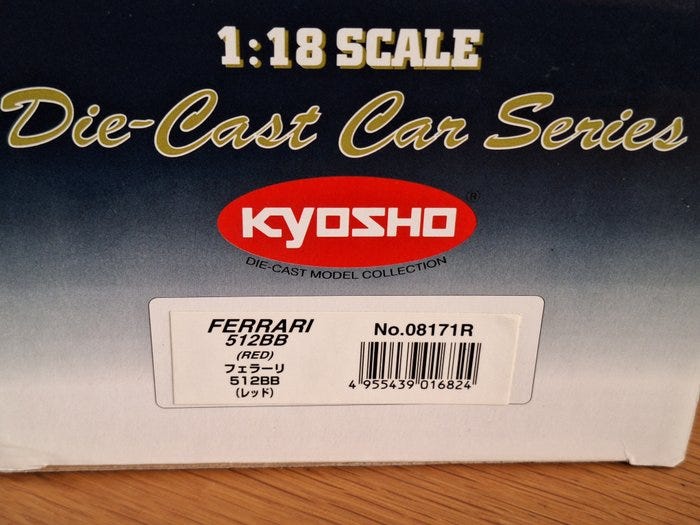 1:18 SCALE
Die-Cast Car Series
KYOSHO ®
DIE-CAST MODEL COLLECTION
FERRARI
512BB
(RED)
フェラーリ
512BB
(レッド)
No.08171R
4 955439 016824